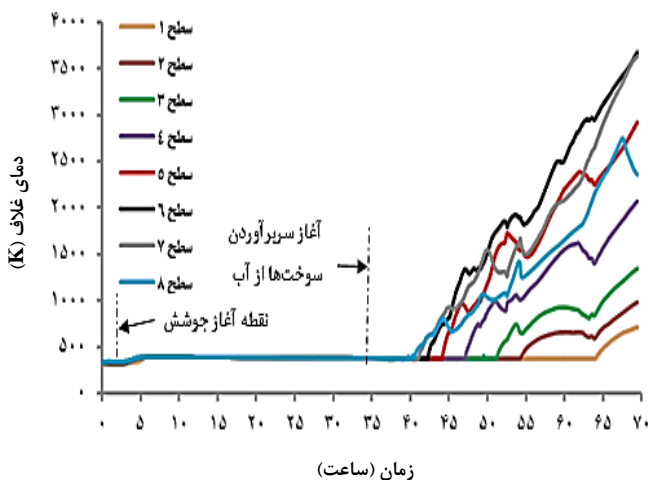 دمای غلاف (K)
۴۰۰۰
۳۵۰۰
۳۰۰۰
۲۵۰۰
۲۰۰۰
۱۵۰۰
۱۰۰۰
۵۰۰
۰
سطح ۱
سطح ۲
سطح ۳
سطح ٤
سطح ۵
سطح ۶
سطح ۷
سطح ۸
آغاز سربرآوردن
سوخت‌ها از آب
نقطه آغاز جوشش
۰ ۵ ۱۰ ۱۵ ۲۰ ۲۵ ۳۰ ۳۵ ۴۰ ۴۵ ۵۰ ۵۵ ۶۰ ۶۵ ۷۰
زمان (ساعت)